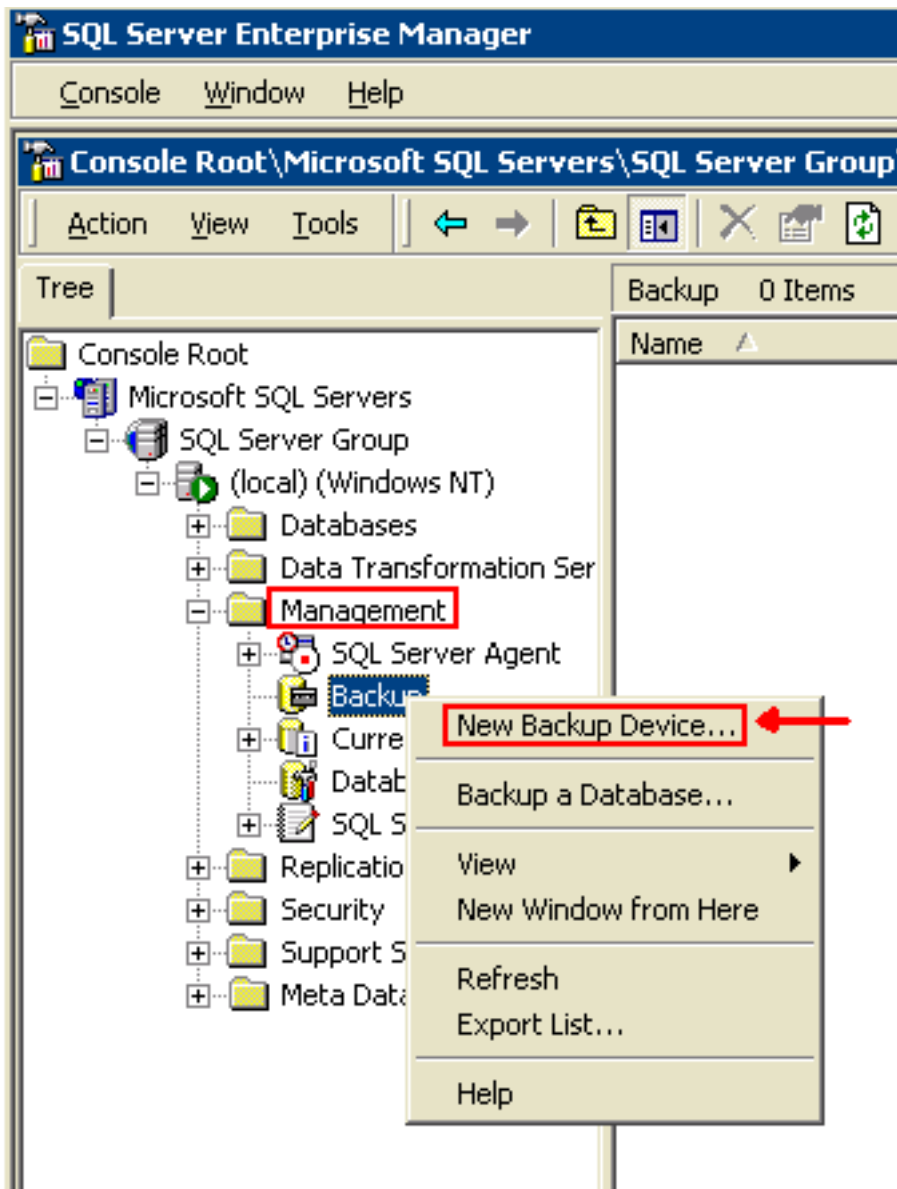 SQL Server Enterprise Manager
Console Window Help
Console Root\Microsoft SQL Servers\SQL Server Group\
Action View Tools
Tree
Backup 0 Items
Name
Console Root
Microsoft SQL Servers
SQL Server Group
(local) (Windows NT)
Databases
Data Transformation Ser
Management
SQL Server Agent
Backup
Curre
Datab
SQL S
Replicatio
Security
Support S
Meta Data
New Backup Device...
Backup a Database...
View
New Window from Here
Refresh
Export List...
Help